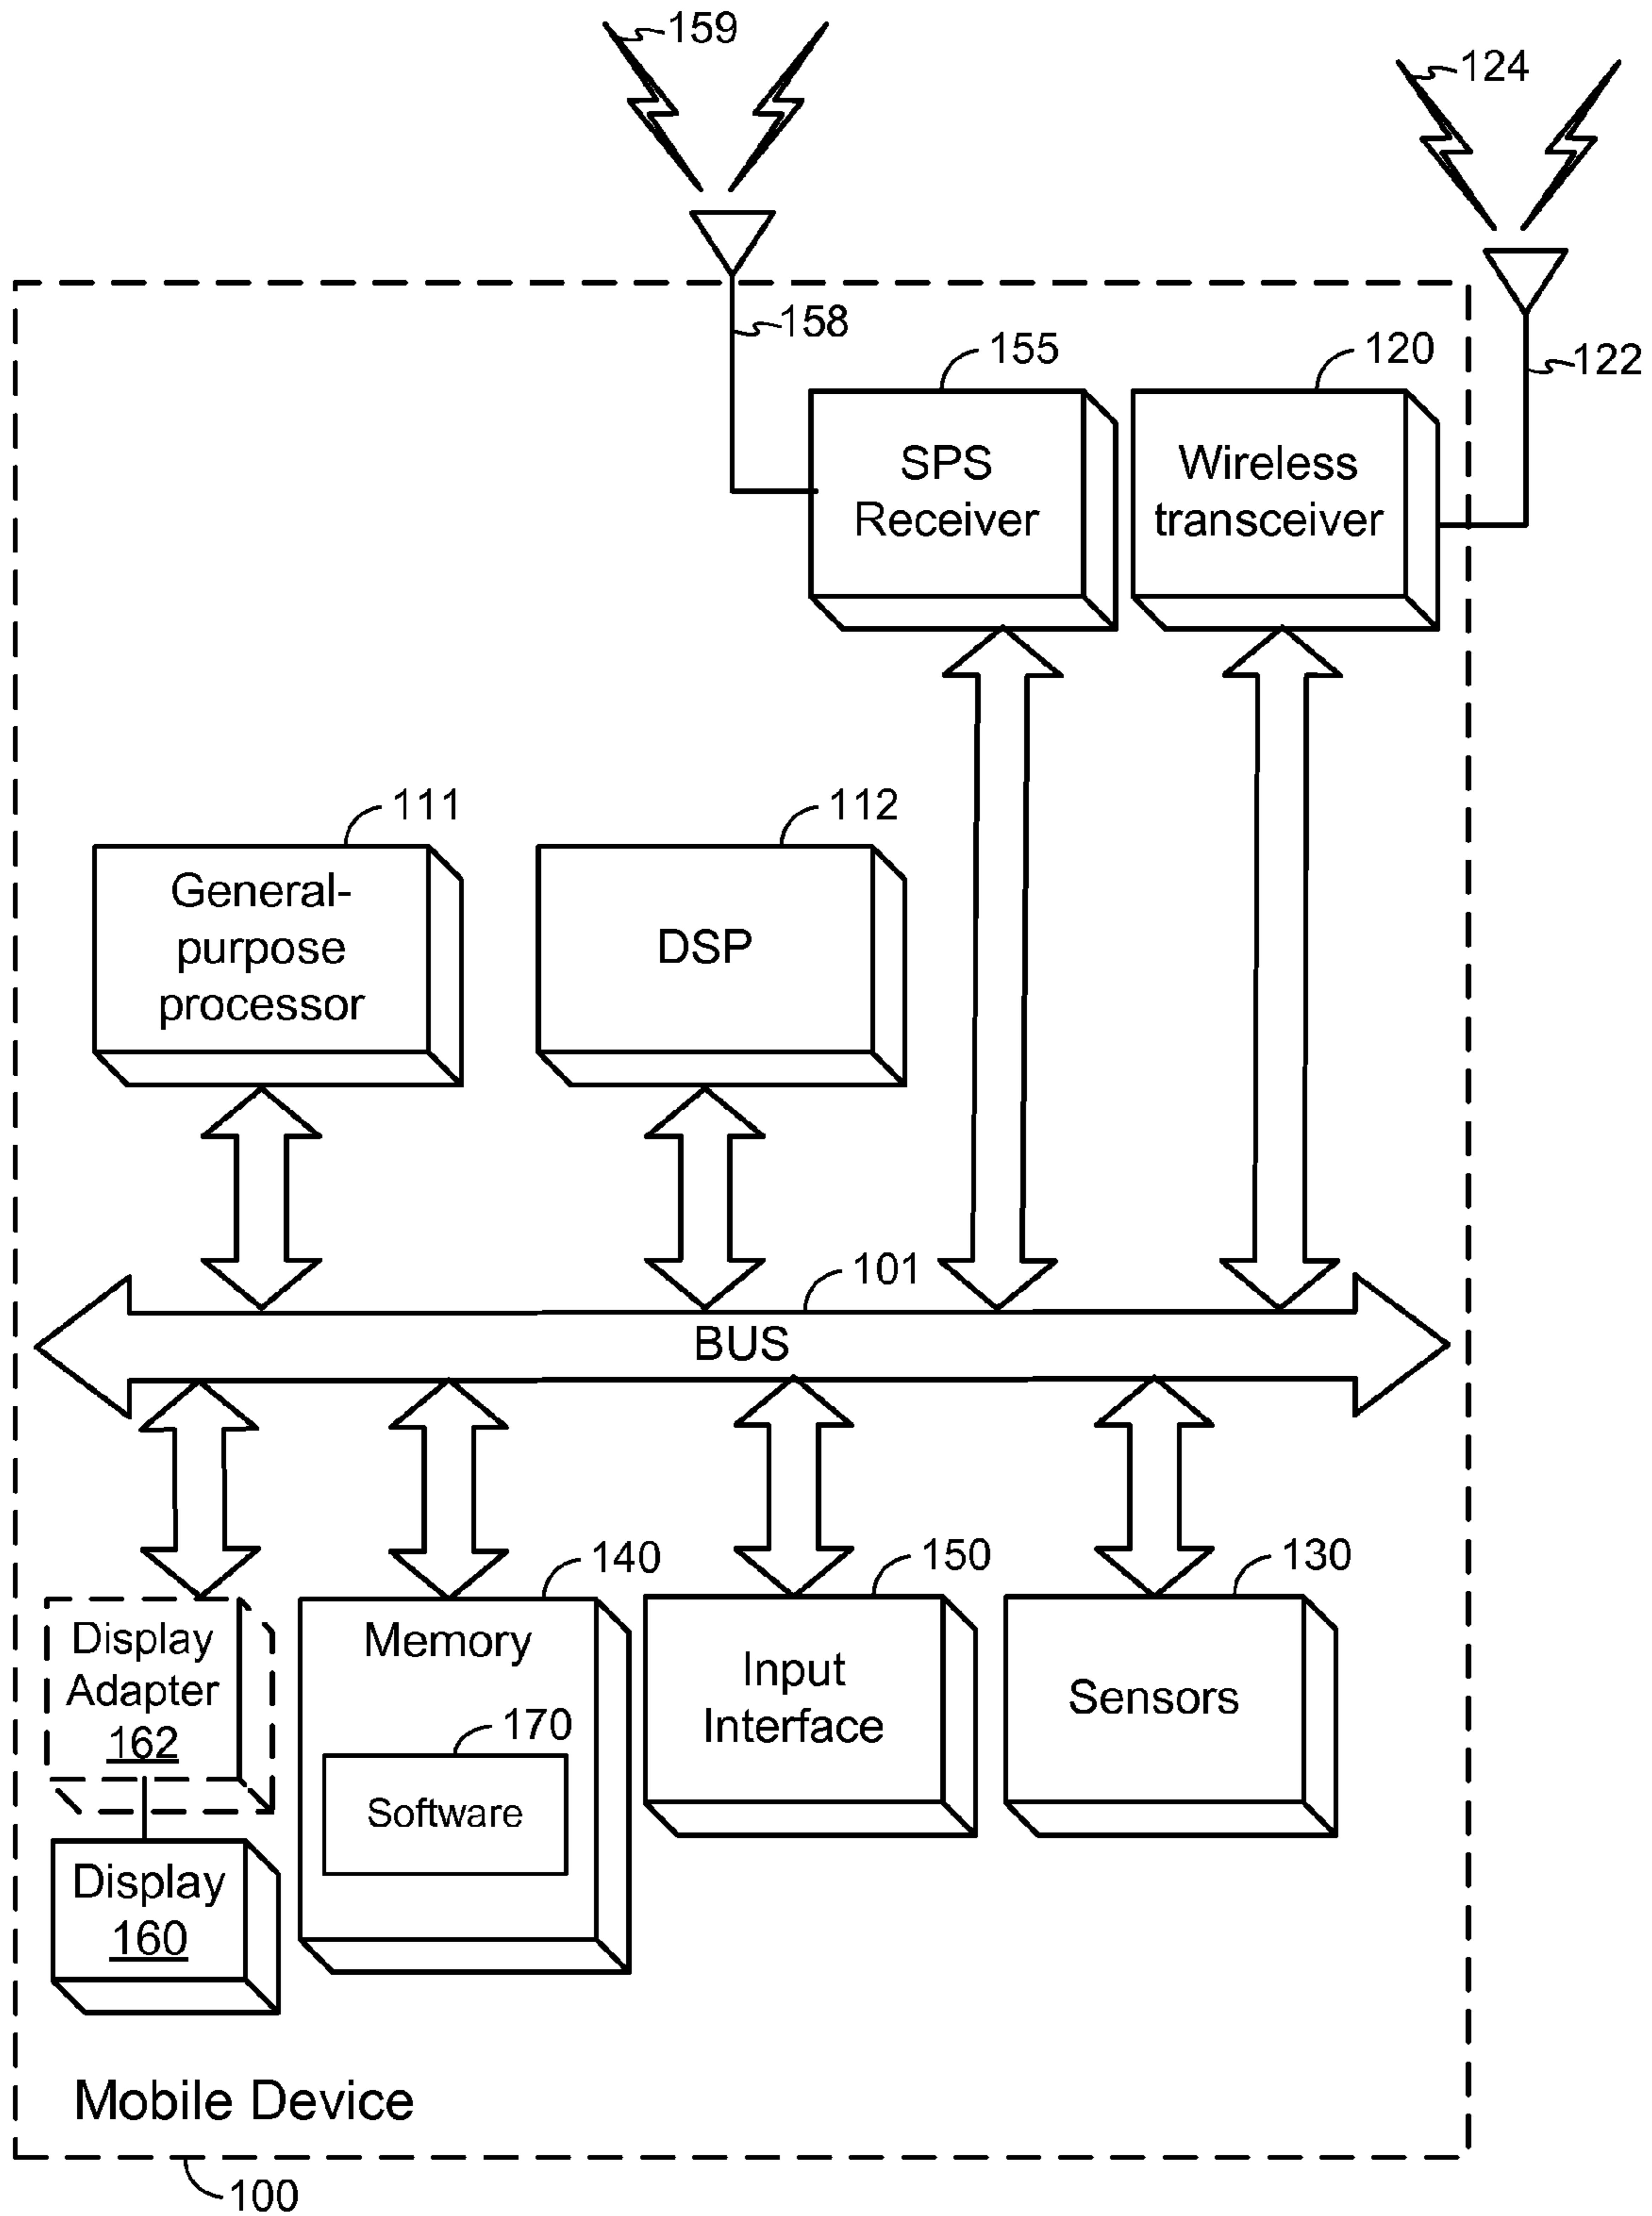 159
124
158
122
155
120
SPS
Receiver
Wireless
transceiver
111
112
General-
purpose
processor
DSP
101
BUS
140
150
130
Display
Adapter
162
Memory
170
Software
Input
Interface
Sensors
Display
160
Mobile Device
100